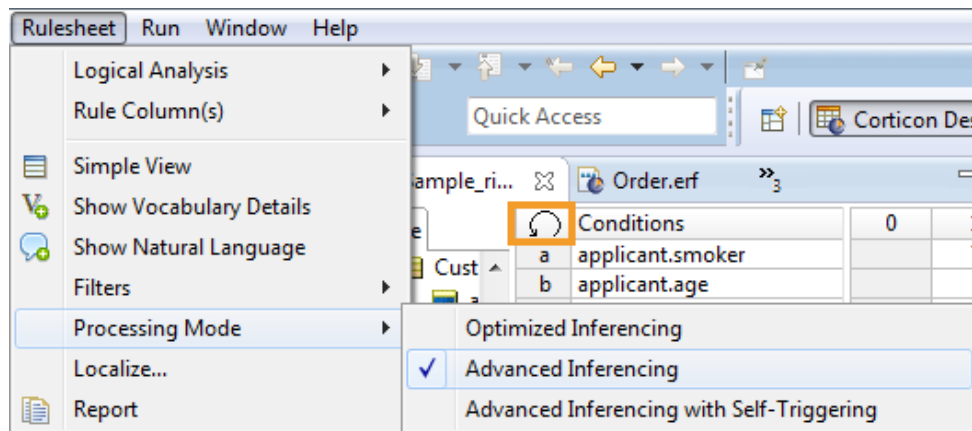 Rulesheet Run Window Help
Logical Analysis
Rule Column(s)
Quick Access
Corticon Des
Simple View
Show Vocabulary Details
Show Natural Language
Filters
Processing Mode
Localize...
Report
ample_ri...
Order.erf
»3
Conditions 0
a applicant.smoker
b applicant.age
Cust
Optimized Inferencing
Advanced Inferencing
Advanced Inferencing with Self-Triggering